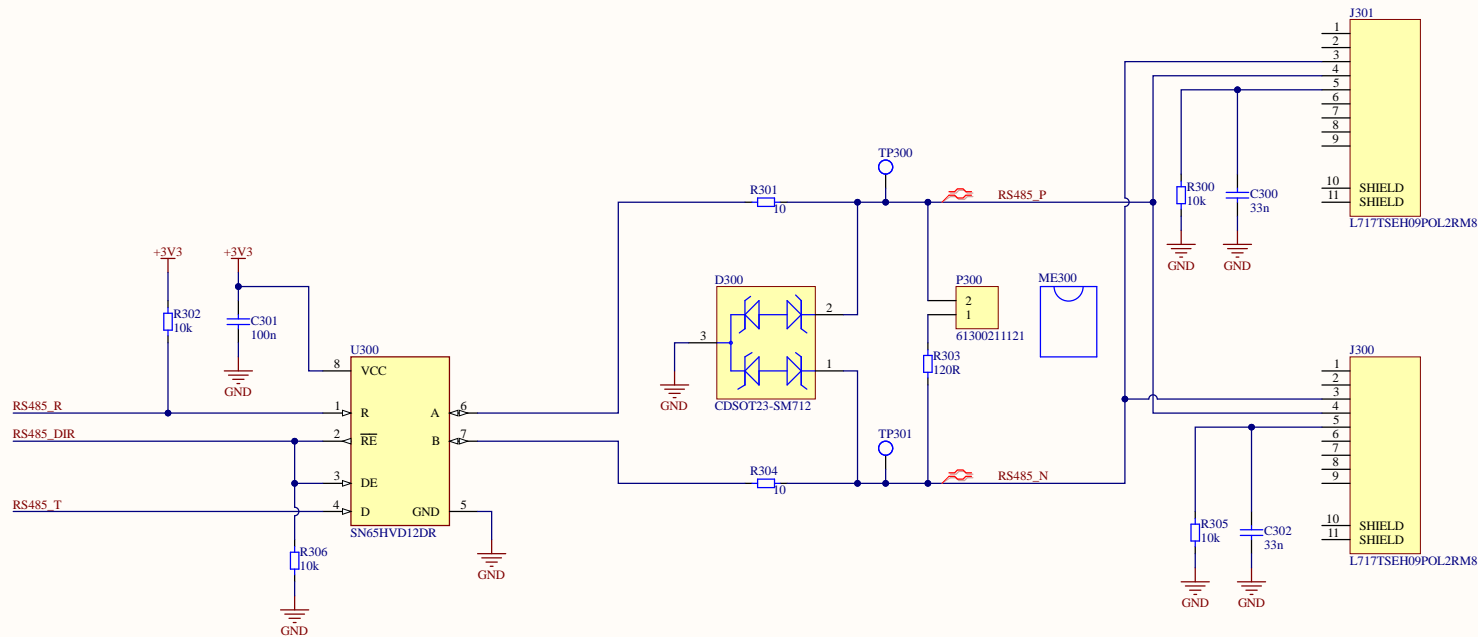 J301
1
2
3
4
5
6
7
8
9
10 SHIELD
11 SHIELD
L717TSEH09POL2RM8
R300
10k
GND
C300
33n
GND
TP300
R301
10
RS485_P
+3V3
+3V3
R302
10k
C301
100n
GND
D300
2
3
1
GND
CDSOT23-SM712
P300
2
1
61300211121
ME300
R303
120R
U300
8 VCC
RS485_R
1 R
A 6
RS485_DIR
2 RE
B 7
3 DE
RS485_T
4 D
GND 5
SN65HVD12DR
GND
R306
10k
GND
TP301
R304
10
RS485_N
J300
1
2
3
4
5
6
7
8
9
10 SHIELD
11 SHIELD
L717TSEH09POL2RM8
R305
10k
GND
C302
33n
GND